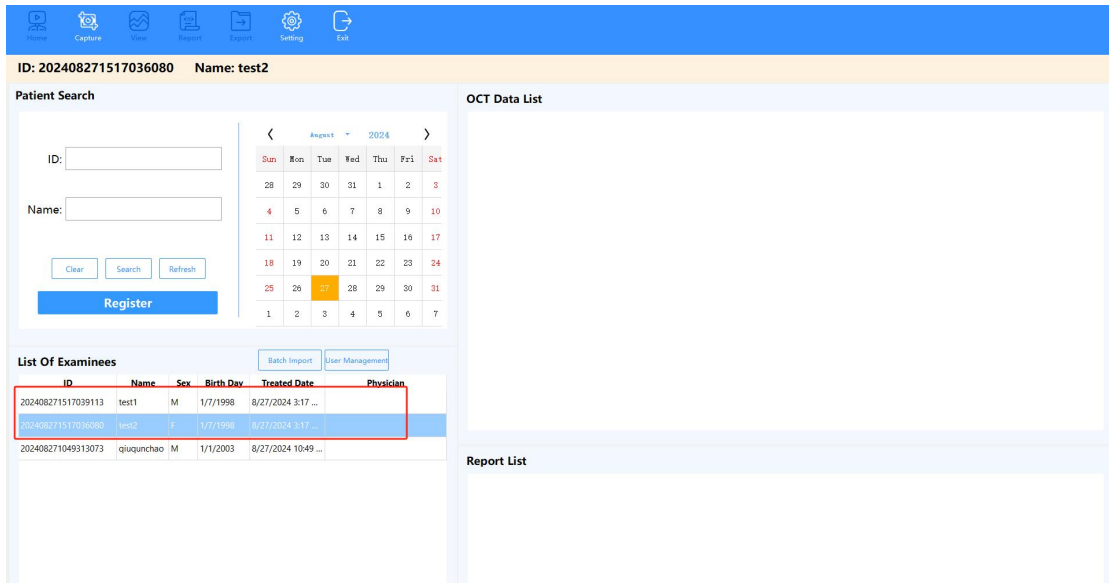 Home Capture View Report Export Setting Exit
ID: 202408271517036080 Name: test2
Patient Search
ID:
Name:
Clear Search Refresh
Register
August 2024
Sun Mon Tue Wed Thu Fri Sat
28 29 30 31 1 2 3
4 5 6 7 8 9 10
11 12 13 14 15 16 17
18 19 20 21 22 23 24
25 26 27 28 29 30 31
1 2 3 4 5 6 7
List Of Examinees
Batch Import User Management
ID Name Sex Birth Day Treated Date Physician
202408271517039113 test1 M 1/7/1998 8/27/2024 3:17 ...
202408271517036080 test2 F 1/7/1998 8/27/2024 3:17 ...
202408271049313073 qiuqunchao M 1/1/2003 8/27/2024 10:49 ...
OCT Data List
Report List